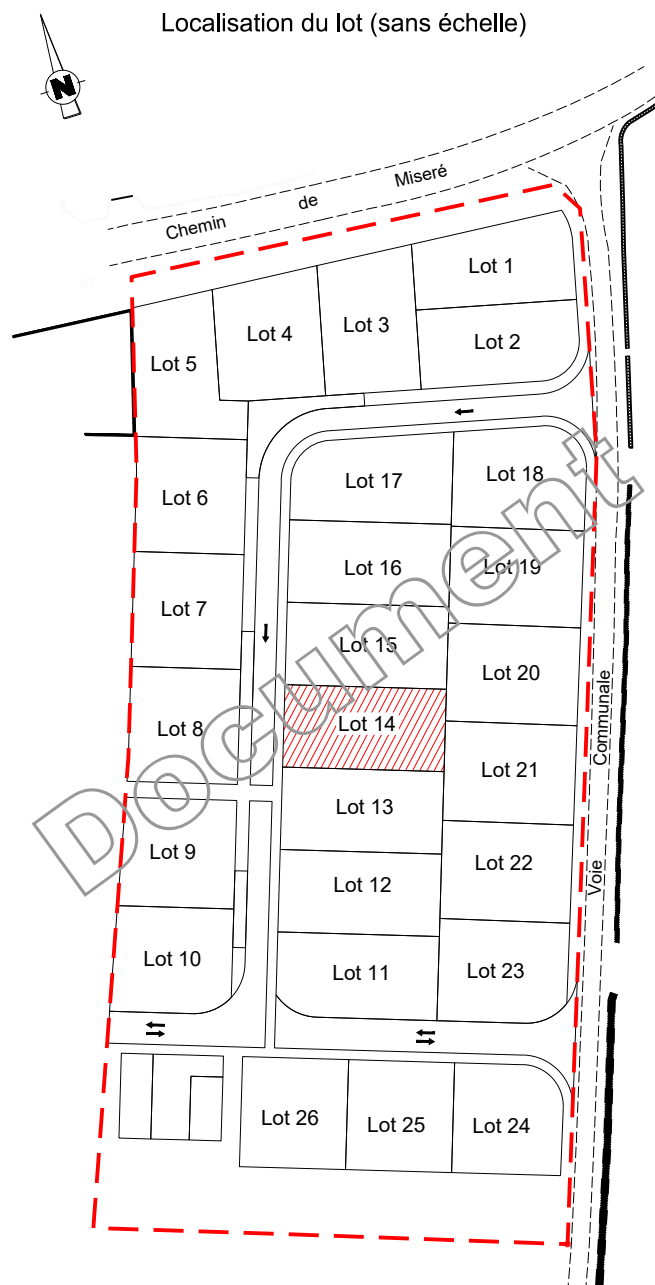 Localisation du lot (sans échelle)
N
Chemin de Miseré
Lot 1
Lot 2
Lot 3
Lot 4
Lot 5
Lot 6
Lot 7
Lot 8
Lot 9
Lot 10
Lot 17
Lot 18
Lot 16
Lot 19
Lot 15
Lot 20
Lot 14
Lot 21
Lot 13
Lot 22
Lot 12
Lot 23
Lot 11
Lot 26
Lot 25
Lot 24
Voie Communale
Document